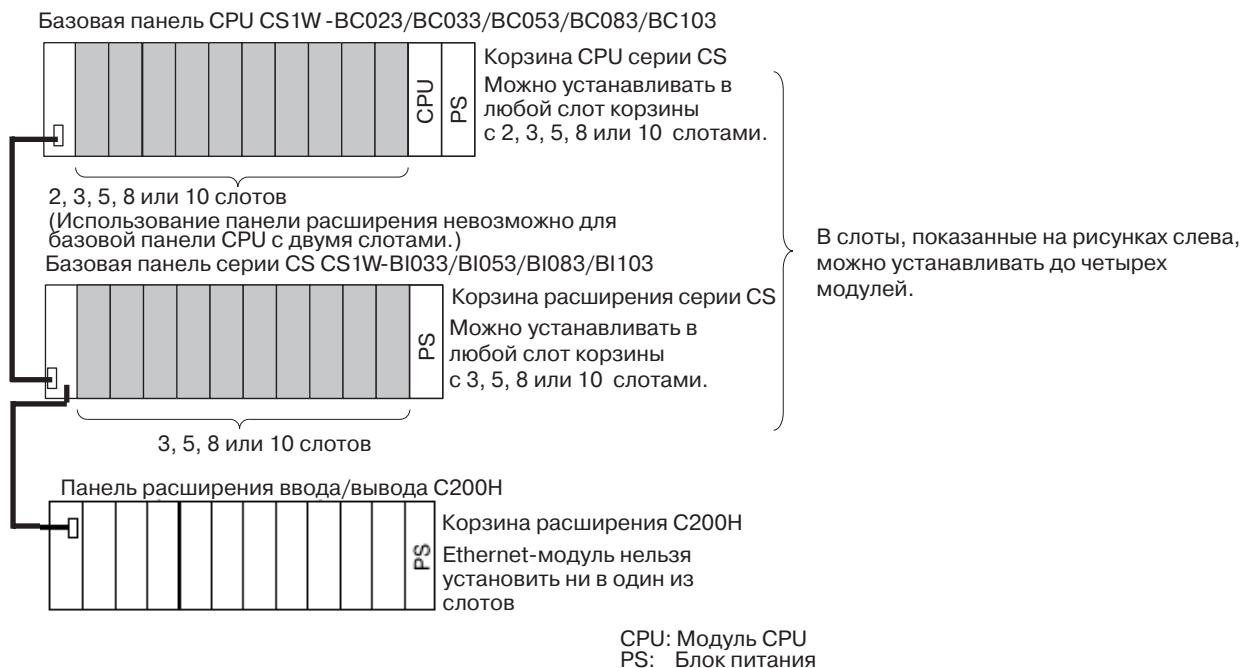 Базовая панель CPU CS1W -BC023/BC033/BC053/BC083/BC103
Корзина CPU серии CS
Можно устанавливать в
любой слот корзины
с 2, 3, 5, 8 или 10 слотами.
CPU
PS
2, 3, 5, 8 или 10 слотов
(Использование панели расширения невозможно для
базовой панели CPU с двумя слотами.)
Базовая панель серии CS CS1W-BI033/BI053/BI083/BI103
Корзина расширения серии CS
Можно устанавливать в
любой слот корзины
с 3, 5, 8 или 10 слотами.
PS
3, 5, 8 или 10 слотов
В слоты, показанные на рисунках слева,
можно устанавливать до четырех
модулей.
Панель расширения ввода/вывода C200H
Корзина расширения C200H
Ethernet-модуль нельзя
установить ни в один из
слотов
PS
CPU: Модуль CPU
PS: Блок питания